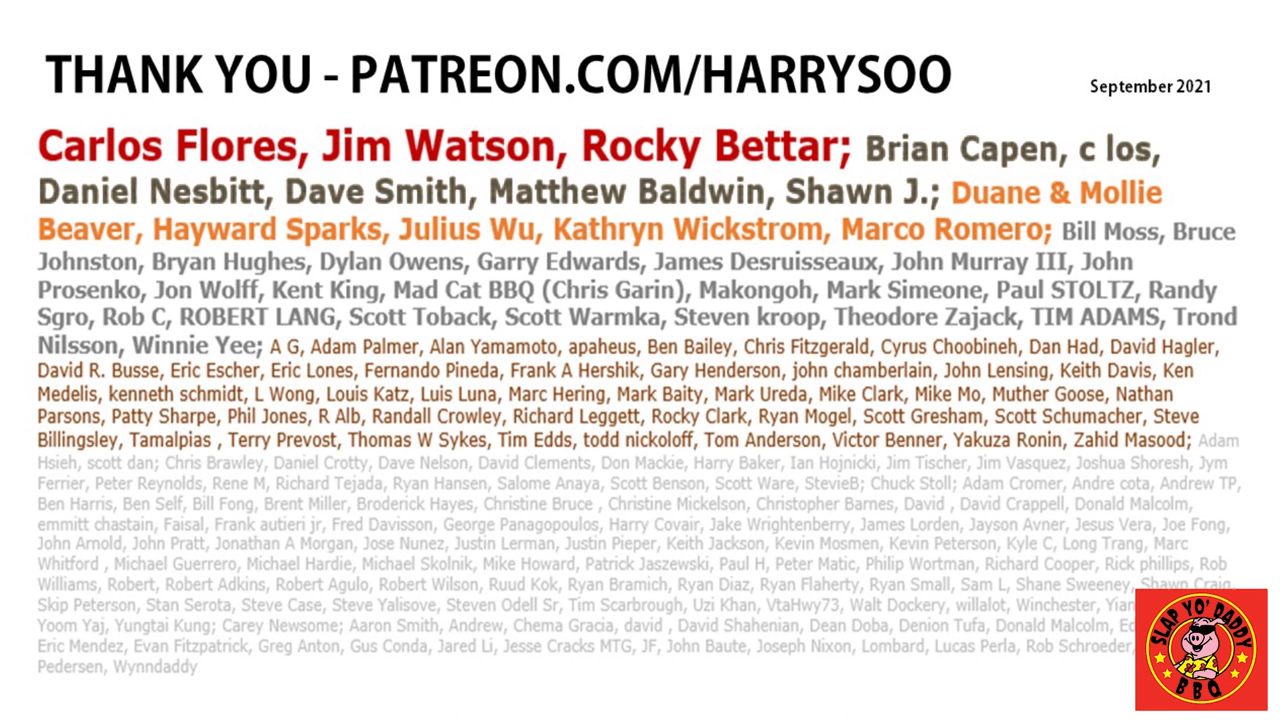 THANK YOU - PATREON.COM/HARRYSOO
September 2021
Carlos Flores, Jim Watson, Rocky Bettar; Brian Capen, c los,
Daniel Nesbitt, Dave Smith, Matthew Baldwin, Shawn J.; Duane & Mollie
Beaver, Hayward Sparks, Julius Wu, Kathryn Wickstrom, Marco Romero; Bill Moss, Bruce
Johnston, Bryan Hughes, Dylan Owens, Garry Edwards, James Desruisseaux, John Murray III, John
Prosenko, Jon Wolff, Kent King, Mad Cat BBQ (Chris Garin), Makongoh, Mark Simeone, Paul STOLTZ, Randy
Sgro, Rob C, ROBERT LANG, Scott Toback, Scott Warmka, Steven kroop, Theodore Zajack, TIM ADAMS, Trond
Nilsson, Winnie Yee; A G, Adam Palmer, Alan Yamamoto, apaheus, Ben Bailey, Chris Fitzgerald, Cyrus Choobineh, Dan Had, David Hagler,
David R. Busse, Eric Escher, Eric Lones, Fernando Pineda, Frank A Hershik, Gary Henderson, john chamberlain, John Lensing, Keith Davis, Ken
Medelis, kenneth schmidt, L Wong, Louis Katz, Luis Luna, Marc Hering, Mark Baity, Mark Ureda, Mike Clark, Mike Mo, Muther Goose, Nathan
Parsons, Patty Sharpe, Phil Jones, R Alb, Randall Crowley, Richard Leggett, Rocky Clark, Ryan Mogel, Scott Gresham, Scott Schumacher, Steve
Billingsley, Tamalpias , Terry Prevost, Thomas W Sykes, Tim Edds, todd nickoloff, Tom Anderson, Victor Benner, Yakuza Ronin, Zahid Masood; Adam
Hsieh, scott dan; Chris Brawley, Daniel Crotty, Dave Nelson, David Clements, Don Mackie, Harry Baker, Ian Hojnicki, Jim Tischer, Jim Vasquez, Joshua Shoresh, Jym
Ferrier, Peter Reynolds, Rene M, Richard Tejada, Ryan Hansen, Salome Anaya, Scott Benson, Scott Ware, StevieB; Chuck Stoll; Adam Cromer, Andre cota, Andrew TP,
Ben Harris, Ben Self, Bill Fong, Brent Miller, Broderick Hayes, Christine Bruce , Christine Mickelson, Christopher Barnes, David , David Crappell, Donald Malcolm,
emmitt chastain, Faisal, Frank autieri jr, Fred Davisson, George Panagopoulos, Harry Covair, Jake Wrightenberry, James Lorden, Jayson Avner, Jesus Vera, Joe Fong,
John Arnold, John Pratt, Jonathan A Morgan, Jose Nunez, Justin Lerman, Justin Pieper, Keith Jackson, Kevin Mosmen, Kevin Peterson, Kyle C, Long Trang, Marc
Whitford , Michael Guerrero, Michael Hardie, Michael Skolnik, Mike Howard, Patrick Jaszewski, Paul H, Peter Matic, Philip Wortman, Richard Cooper, Rick phillips, Rob
Williams, Robert, Robert Adkins, Robert Agulo, Robert Wilson, Ruud Kok, Ryan Bramich, Ryan Diaz, Ryan Flaherty, Ryan Small, Sam L, Shane Sweeney, Shawn Craig,
Skip Peterson, Stan Serota, Steve Case, Steve Yalisove, Steven Odell Sr, Tim Scarbrough, Uzi Khan, VtaHwy73, Walt Dockery, willalot, Winchester,
Yoom Yaj, Yungtai Kung; Carey Newsome; Aaron Smith, Andrew, Chema Gracia, david , David Shahenian, Dean Doba, Denion Tufa, Donald Malcolm,
Eric Mendez, Evan Fitzpatrick, Greg Anton, Gus Conda, Jared Li, Jesse Cracks MTG, JF, John Baute, Joseph Nixon, Lombard, Lucas Perla, Rob Schroeder,
Pedersen, Wynndaddy
SLAP YO' DADDY
BBQ